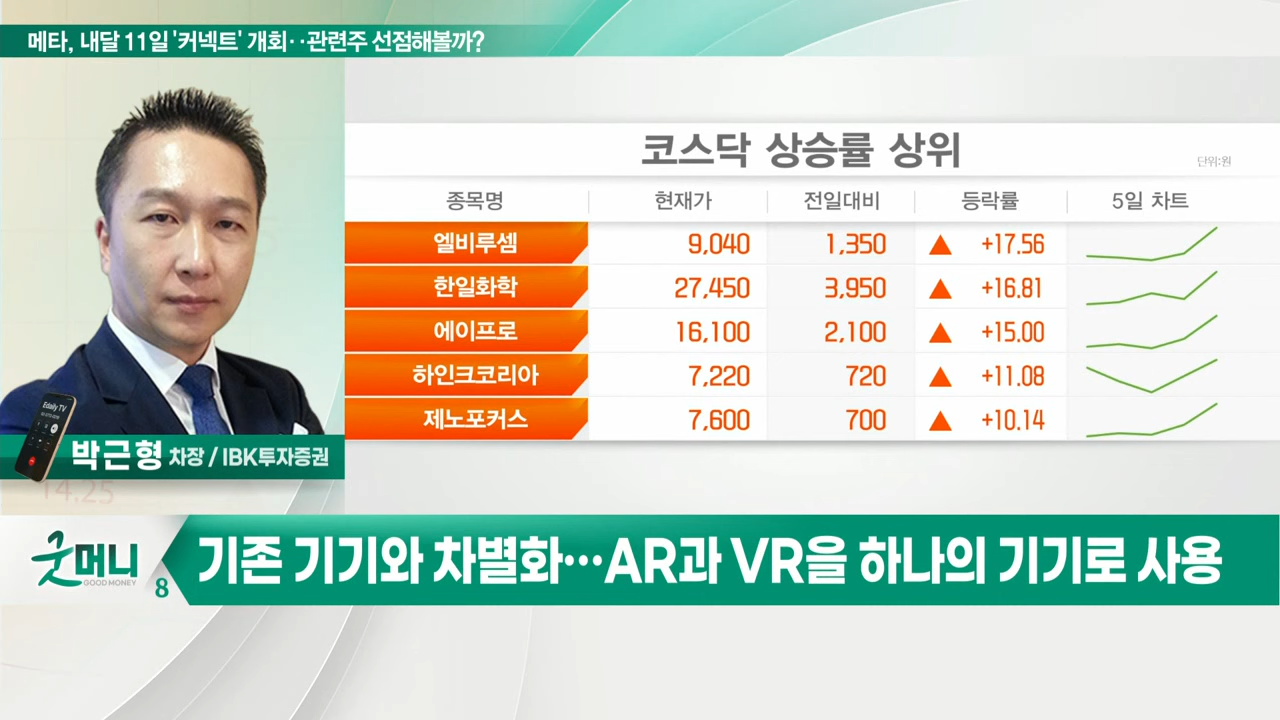 메타, 내달 11일 '커넥트' 개회‥관련주 선점해볼까?
코스닥 상승률 상위
단위:원
종목명 현재가 전일대비 등락률 5일 차트
엘비루셈 9,040 1,350 ▲ +17.56
한일화학 27,450 3,950 ▲ +16.81
에이프로 16,100 2,100 ▲ +15.00
하인크코리아 7,220 720 ▲ +11.08
제노포커스 7,600 700 ▲ +10.14
Edaily TV
박근형 차장 / IBK투자증권
14.25
굿머니
GOOD MONEY
8
기존 기기와 차별화…AR과 VR을 하나의 기기로 사용